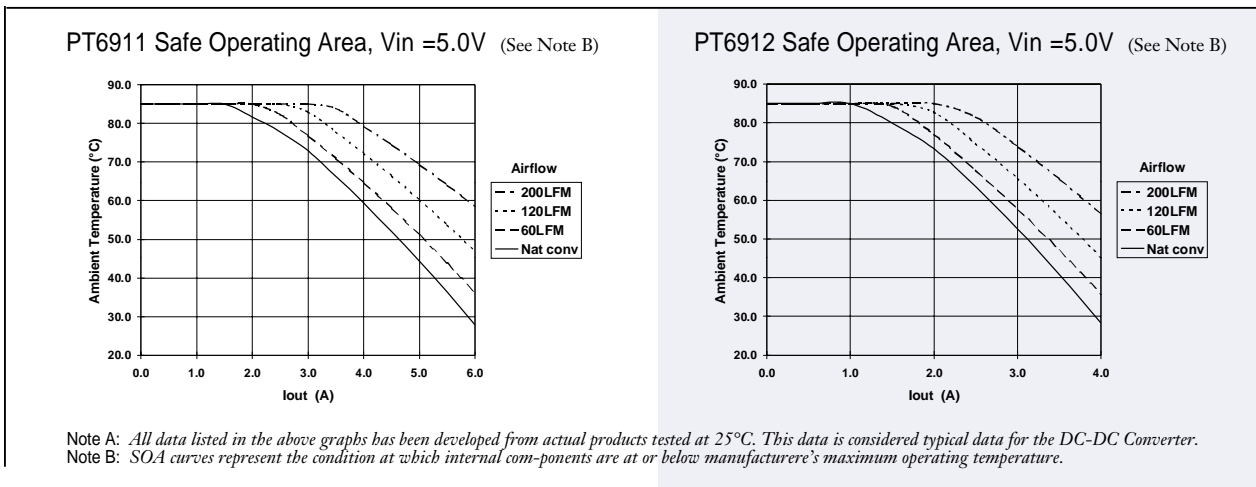 PT6911 Safe Operating Area, Vin =5.0V (See Note B)
90.0
80.0
70.0
60.0
50.0
40.0
30.0
20.0
Ambient Temperature (°C)
0.0 1.0 2.0 3.0 4.0 5.0 6.0
Iout (A)
Airflow
200LFM
120LFM
60LFM
Nat conv
PT6912 Safe Operating Area, Vin =5.0V (See Note B)
90.0
80.0
70.0
60.0
50.0
40.0
30.0
20.0
Ambient Temperature (°C)
0.0 1.0 2.0 3.0 4.0
Iout (A)
Airflow
200LFM
120LFM
60LFM
Nat conv
Note A: All data listed in the above graphs has been developed from actual products tested at 25°C. This data is considered typical data for the DC-DC Converter.
Note B: SOA curves represent the condition at which internal com-ponents are at or below manufacturere's maximum operating temperature.